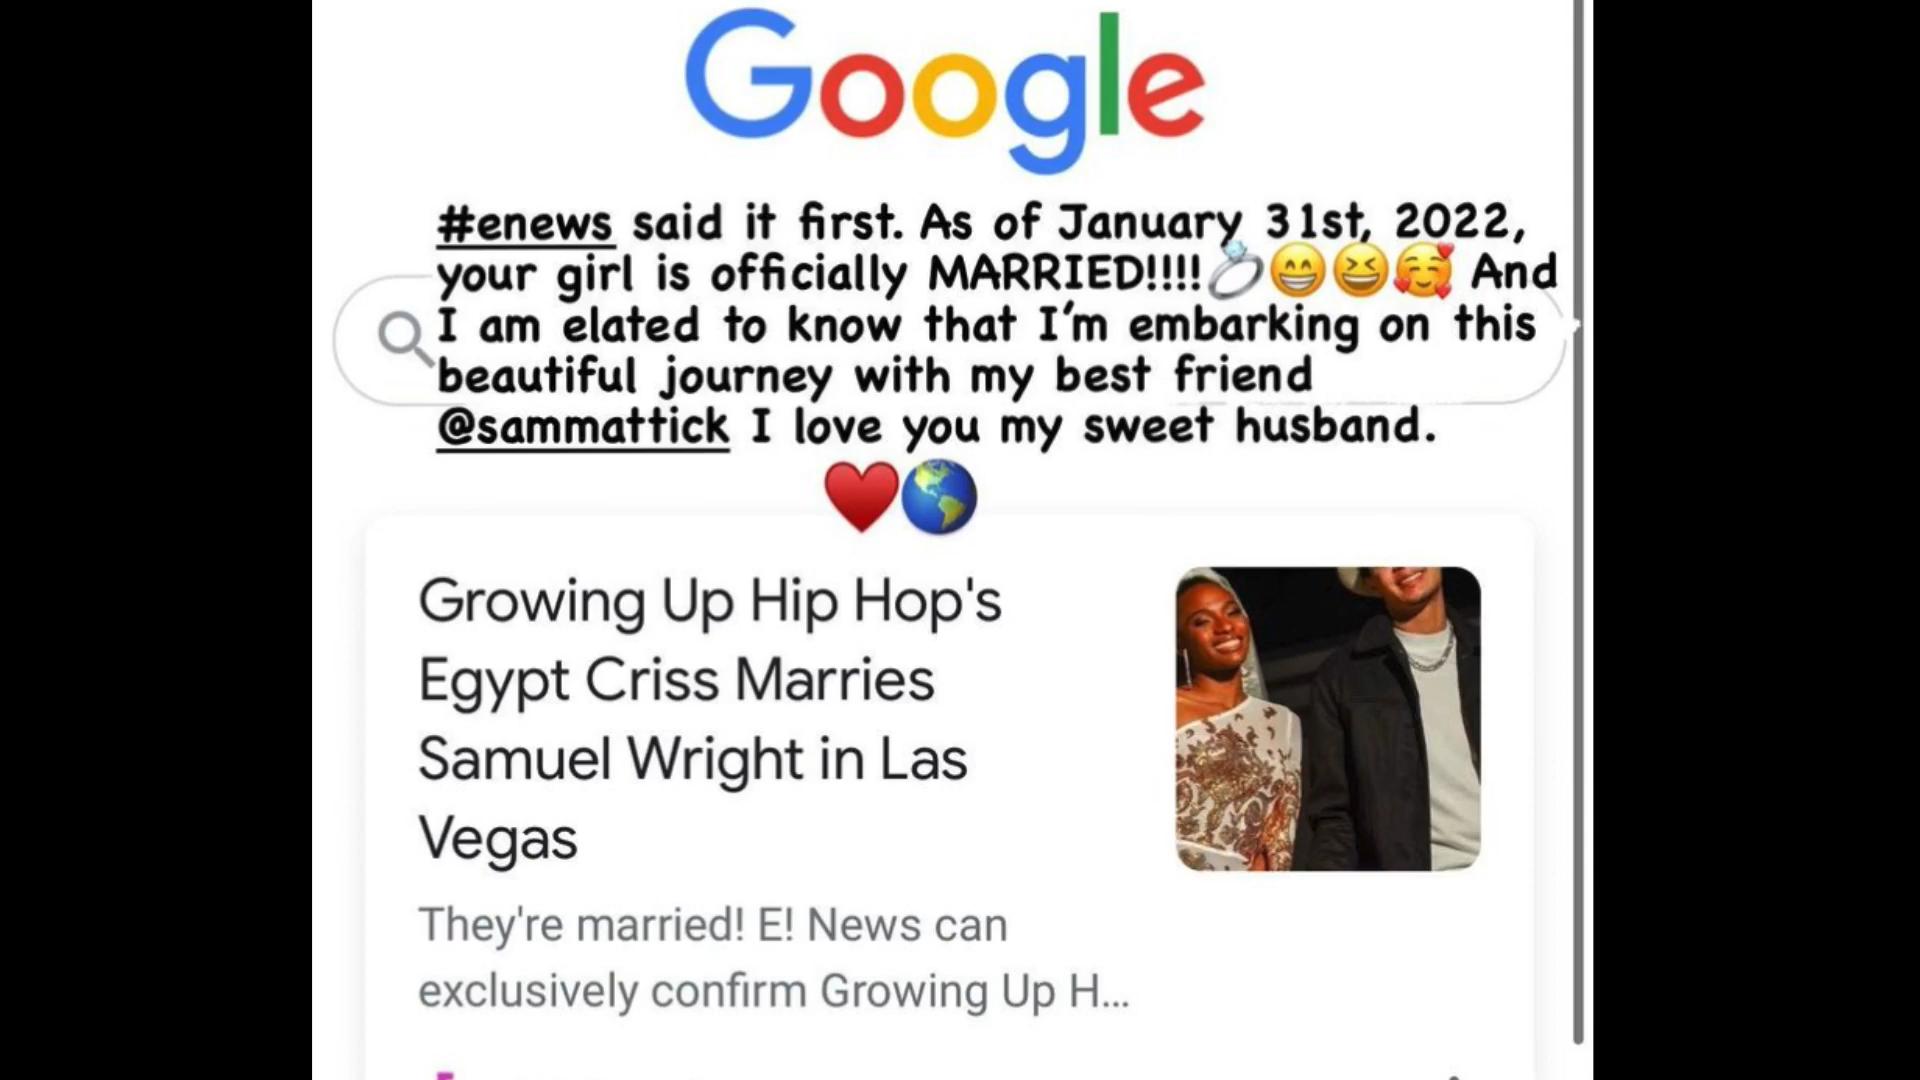 Google
#enews said it first. As of January 31st, 2022,
your girl is officially MARRIED!!!!💍😁😆🥰 And
I am elated to know that I'm embarking on this
beautiful journey with my best friend
@sammattick I love you my sweet husband.
♥️🌎
Growing Up Hip Hop's
Egypt Criss Marries
Samuel Wright in Las
Vegas
They're married! E! News can
exclusively confirm Growing Up H...